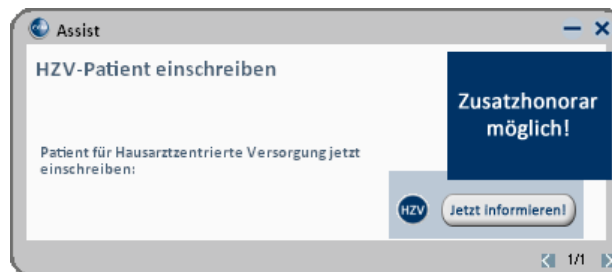 Assist
HZV-Patient einschreiben
Zusatzhonorar
möglich!
Patient für Hausarztzentrierte Versorgung jetzt
einschreiben:
HZV
Jetzt informieren!
1/1